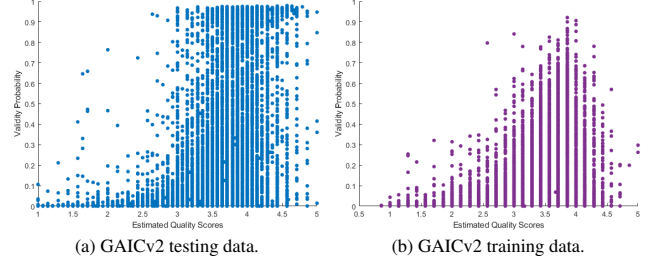 1
0.9
0.8
0.7
0.6
0.5
0.4
0.3
0.2
0.1
0
Validity Probability
1 1.5 2 2.5 3 3.5 4 4.5 5
Estimated Quality Scores
(a) GAICv2 testing data.
1
0.9
0.8
0.7
0.6
0.5
0.4
0.3
0.2
0.1
0
Validity Probability
0.5 1 1.5 2 2.5 3 3.5 4 4.5 5
Estimated Quality Scores
(b) GAICv2 training data.